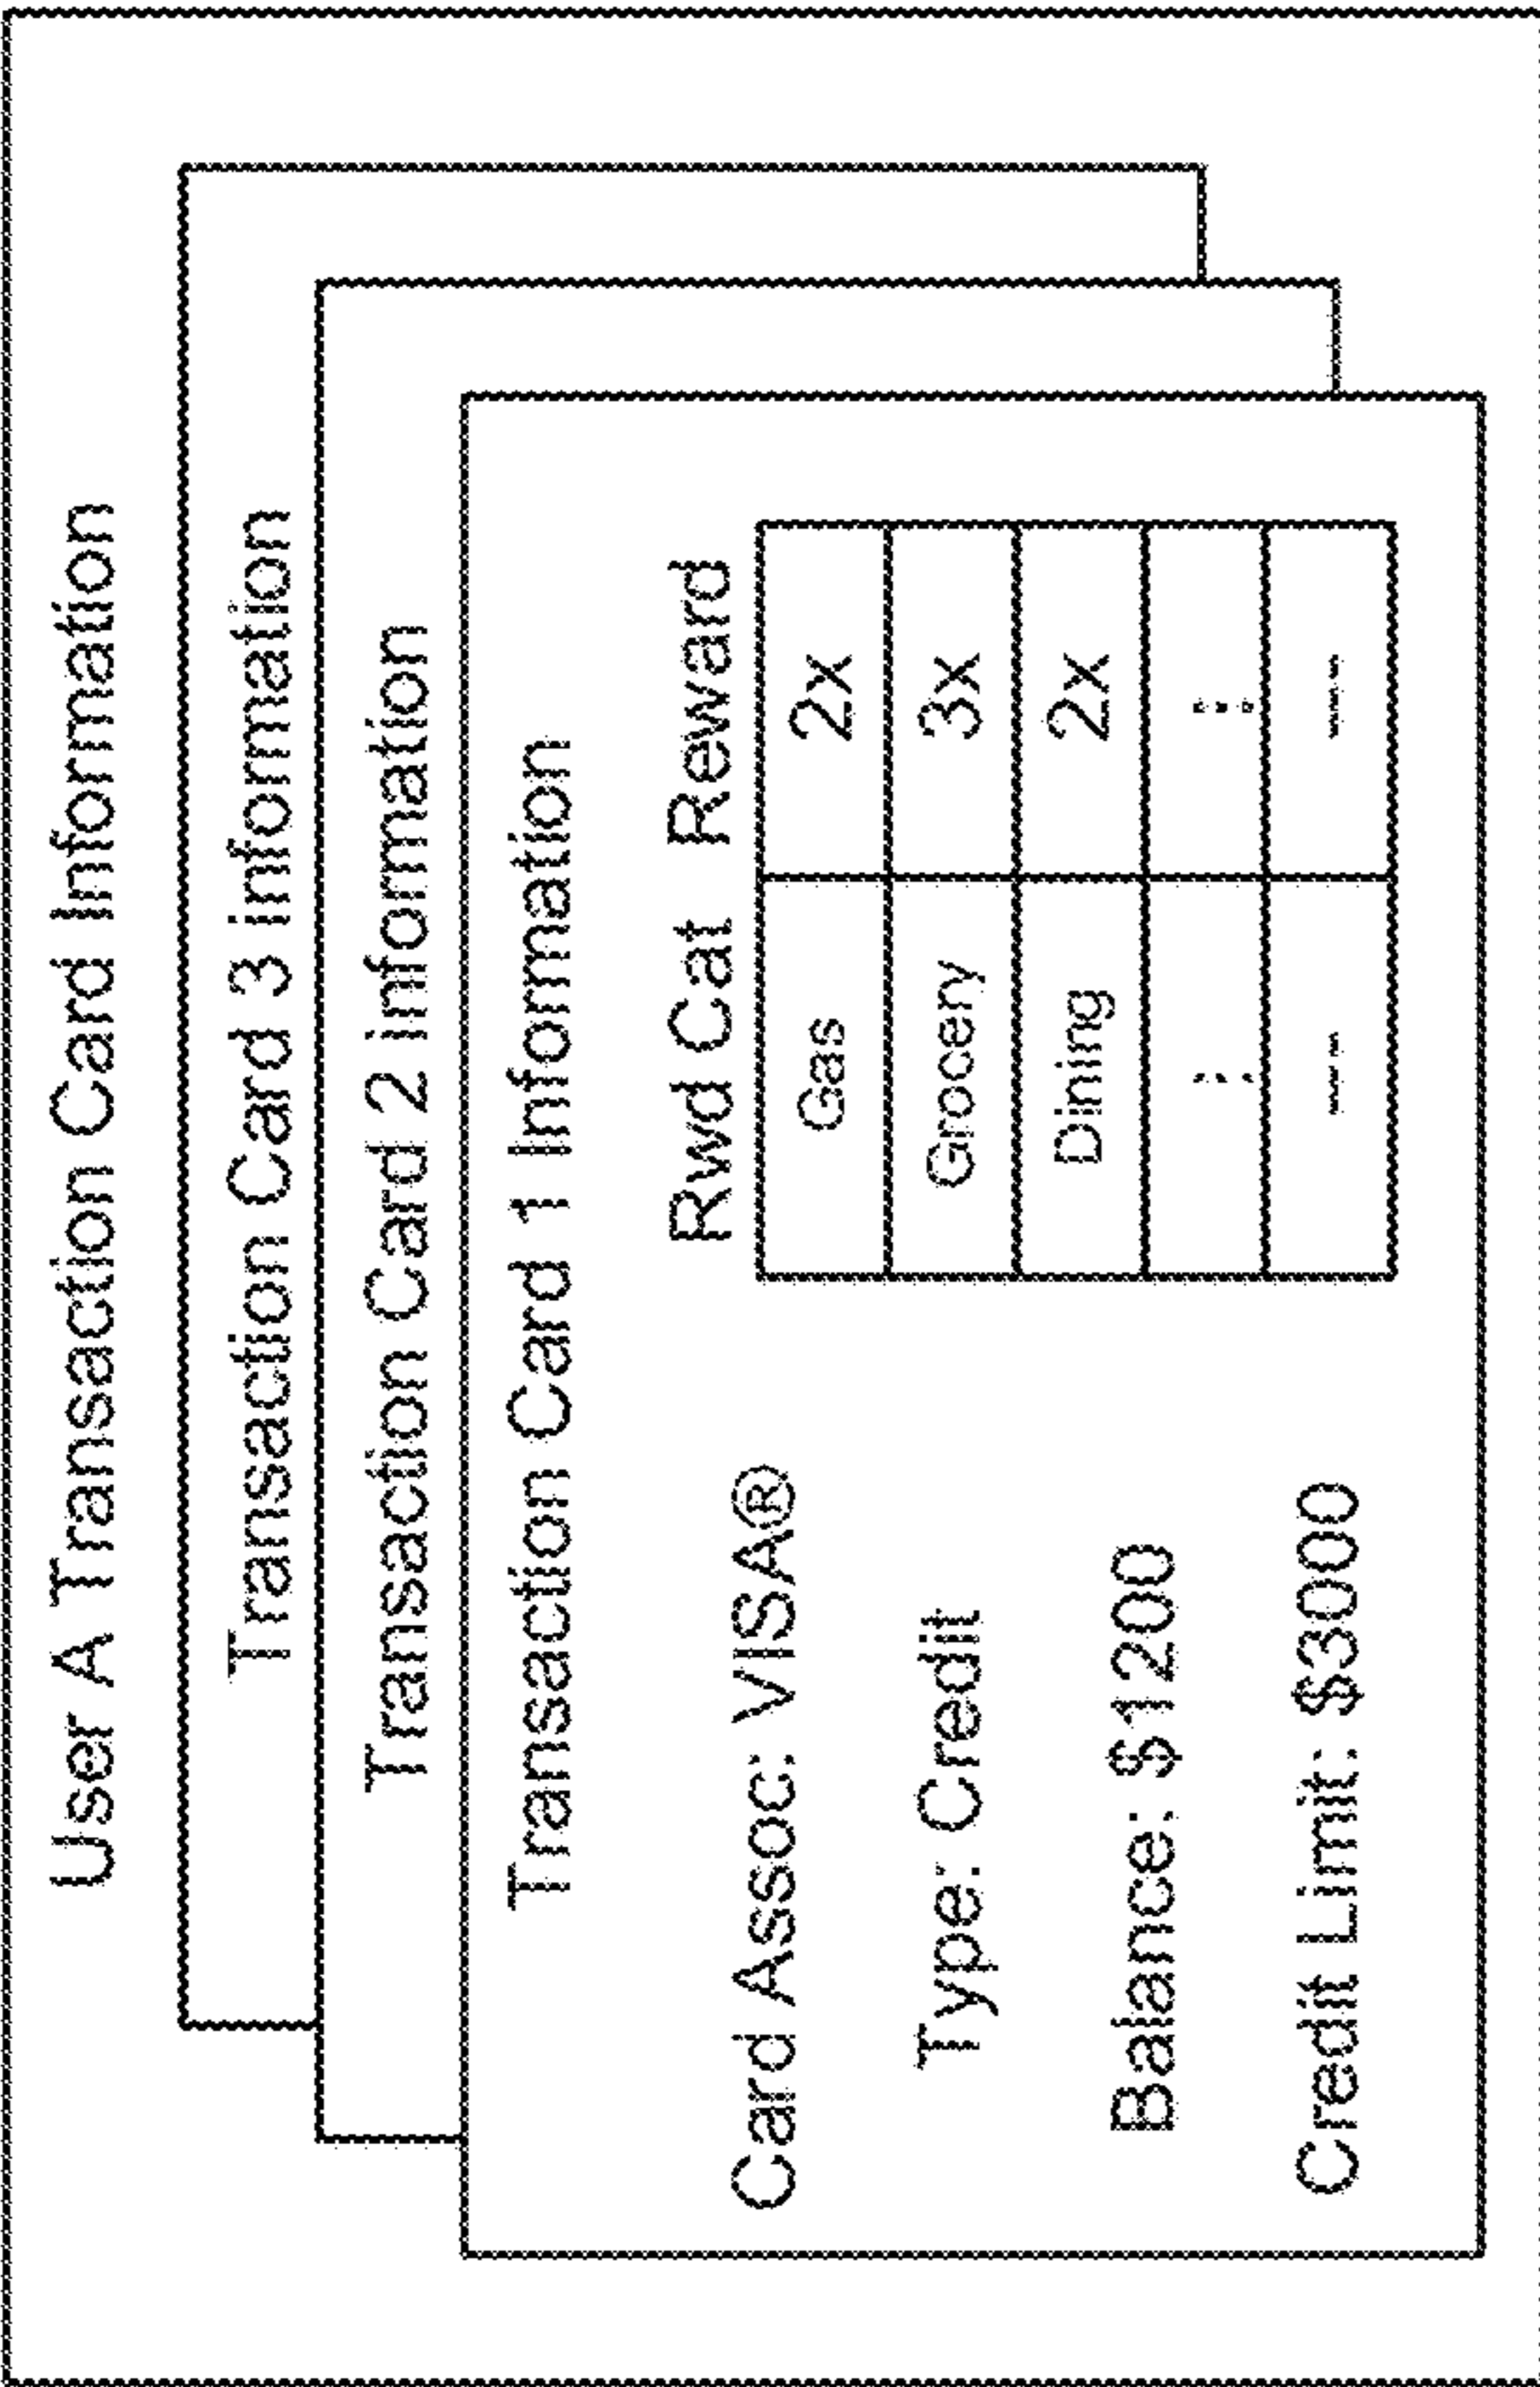 User A Transaction Card Information
Transaction Card 3 information
Transaction Card 2 information
Transaction Card 1 Information
Card Assoc: VISA®
Type: Credit
Balance: $1200
Credit Limit: $3000
Rwd Cat Reward
Gas 2x
Grocery 3x
Dining 2x
⋮ ⋮
--- ---